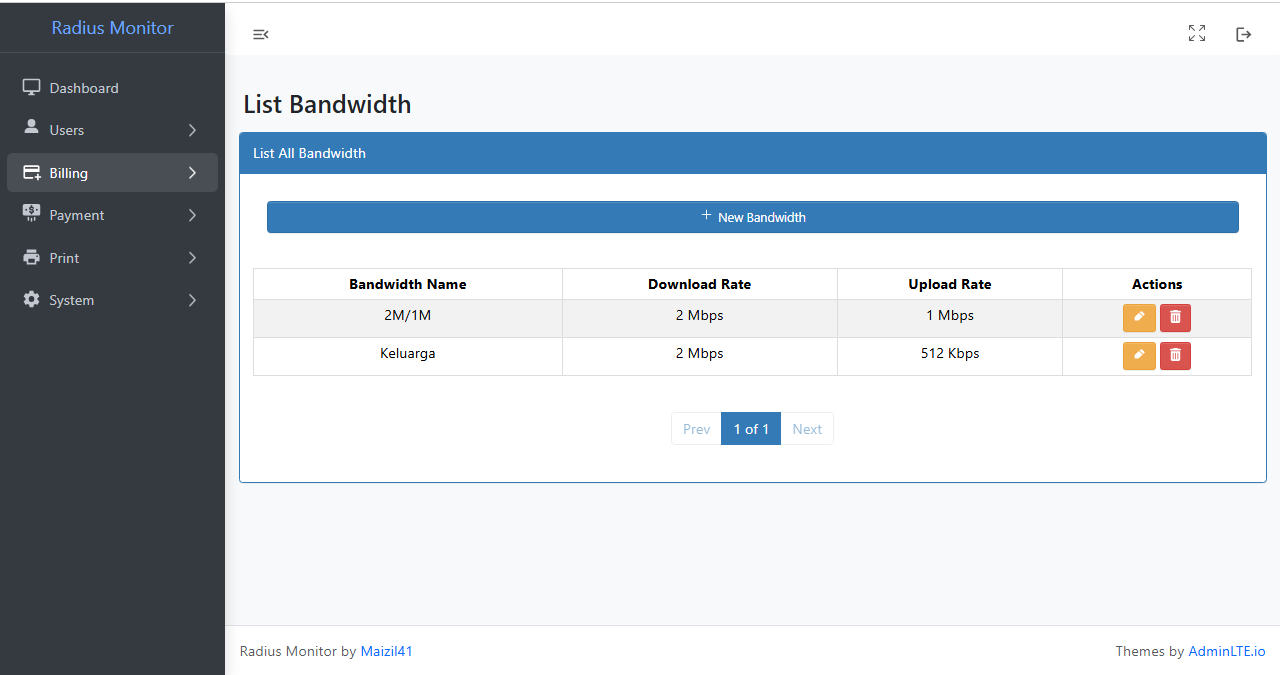 Radius Monitor
Dashboard
Users
Billing
Payment
Print
System
List Bandwidth
List All Bandwidth
New Bandwidth
Bandwidth Name Download Rate Upload Rate Actions
2M/1M 2 Mbps 1 Mbps
Keluarga 2 Mbps 512 Kbps
Prev 1 of 1 Next
Radius Monitor by Maizil41 Themes by AdminLTE.io